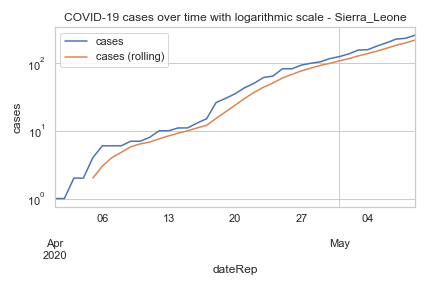 COVID-19 cases over time with logarithmic scale - Sierra_Leone
cases
cases (rolling)
10²
10¹
10⁰
cases
06
13
20
27
04
Apr
2020
May
dateRep